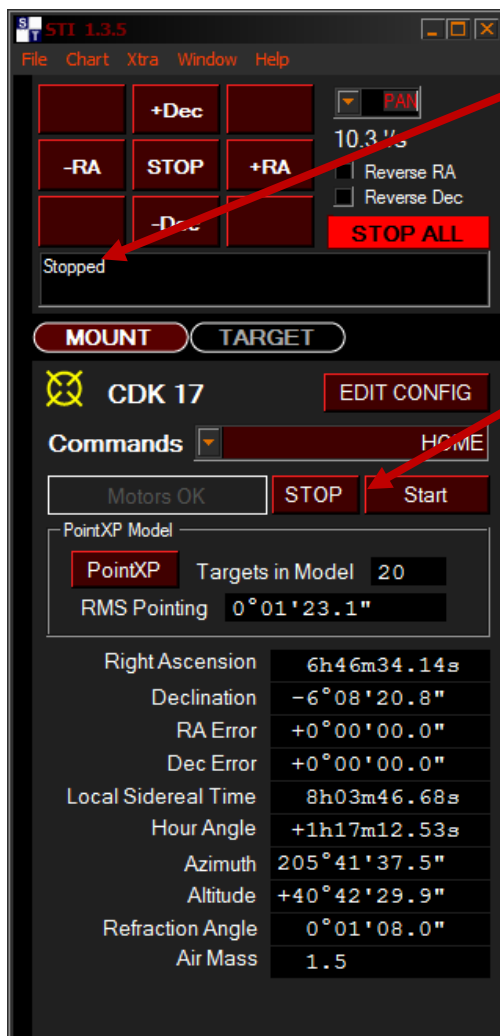 S T STI 1.3.5
File Chart Xtra Window Help
+Dec PAN
10.3 "/s
-RA STOP +RA Reverse RA
Reverse Dec
-Dec STOP ALL
Stopped
MOUNT TARGET
CDK 17 EDIT CONFIG
Commands HOME
Motors OK STOP Start
PointXP Model
PointXP Targets in Model 20
RMS Pointing 0°01'23.1"
Right Ascension 6h46m34.14s
Declination -6°08'20.8"
RA Error +0°00'00.0"
Dec Error +0°00'00.0"
Local Sidereal Time 8h03m46.68s
Hour Angle +1h17m12.53s
Azimuth 205°41'37.5"
Altitude +40°42'29.9"
Refraction Angle 0°01'08.0"
Air Mass 1.5